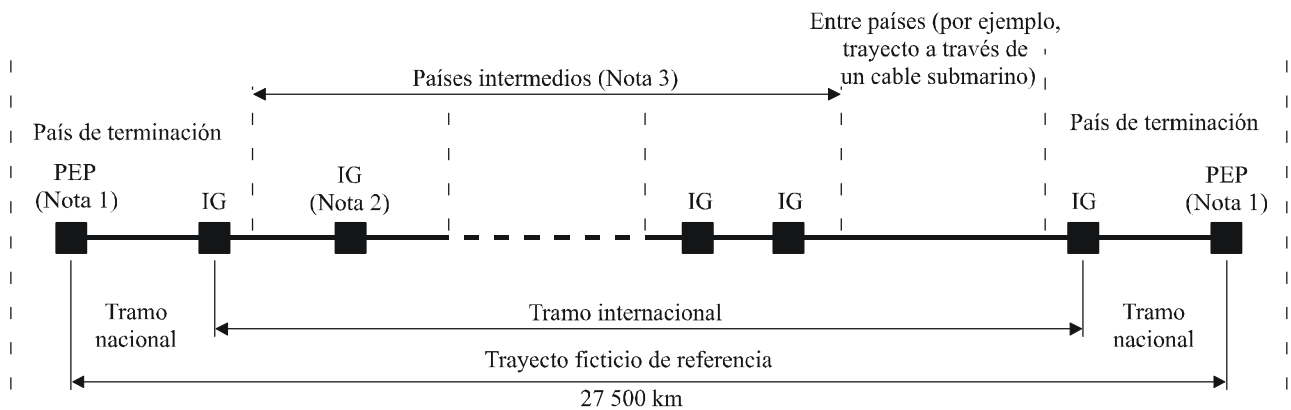 Entre países (por ejemplo,
trayecto a través de
un cable submarino)
Países intermedios (Nota 3)
País de terminación
País de terminación
PEP
(Nota 1)
IG
IG
(Nota 2)
IG
IG
IG
PEP
(Nota 1)
Tramo
nacional
Tramo internacional
Tramo
nacional
Trayecto ficticio de referencia
27 500 km